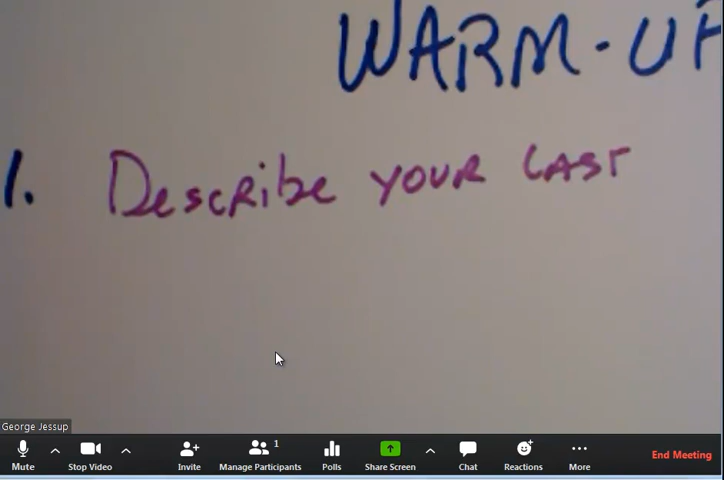 WARM-UP
1. Describe YOUR LAST
George Jessup
1
Mute
Stop Video
Invite
Manage Participants
Polls
Share Screen
Chat
Reactions
More
End Meeting